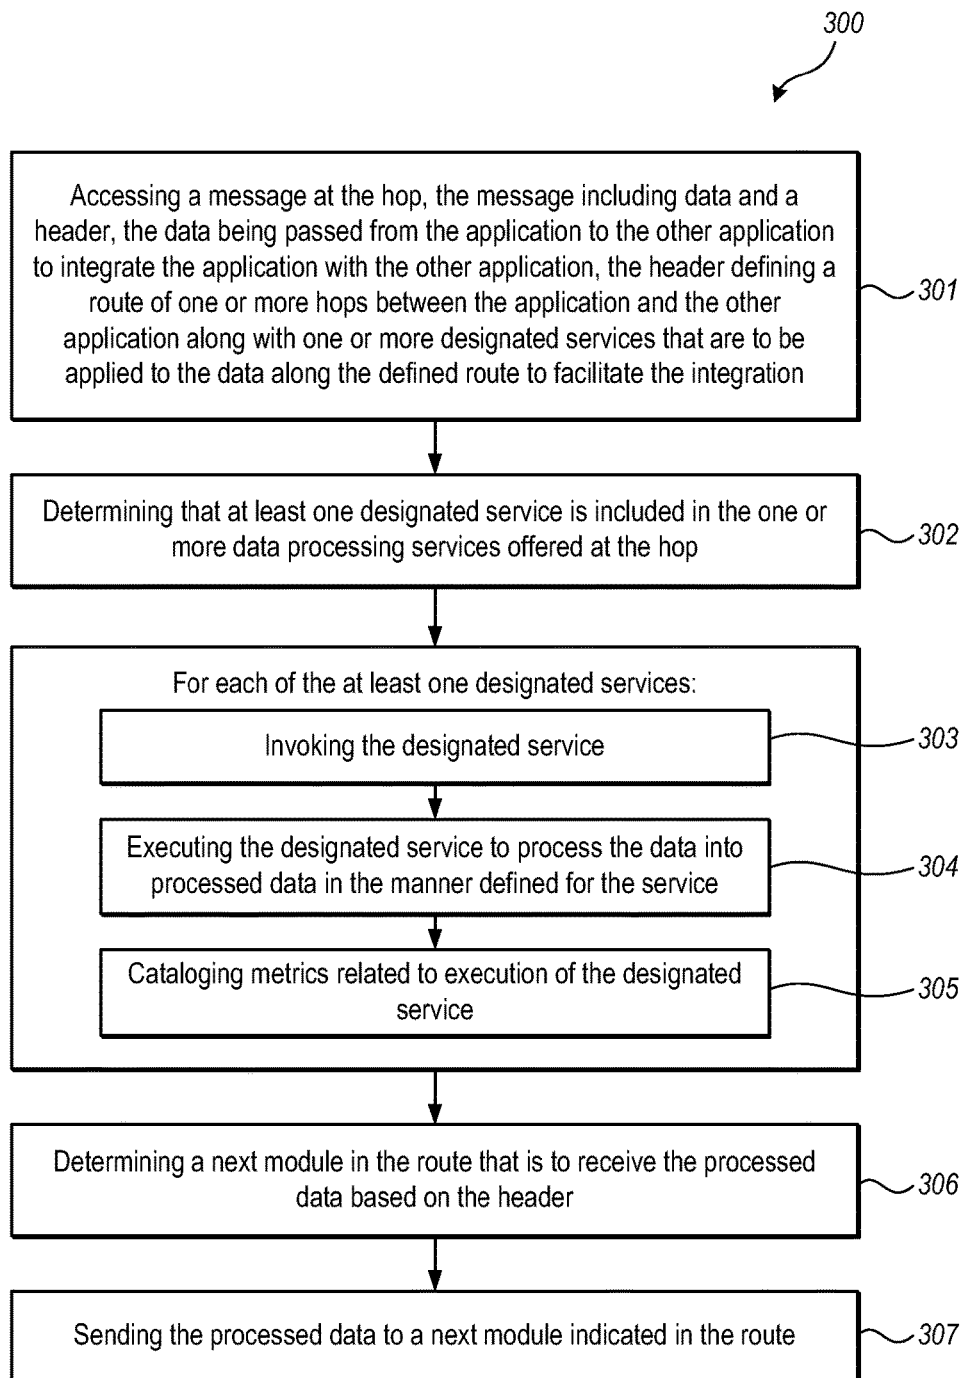 300
Accessing a message at the hop, the message including data and a
header, the data being passed from the application to the other application
to integrate the application with the other application, the header defining a
route of one or more hops between the application and the other
application along with one or more designated services that are to be
applied to the data along the defined route to facilitate the integration
301
Determining that at least one designated service is included in the one or
more data processing services offered at the hop
302
For each of the at least one designated services:
Invoking the designated service
303
Executing the designated service to process the data into
processed data in the manner defined for the service
304
Cataloging metrics related to execution of the designated
service
305
Determining a next module in the route that is to receive the processed
data based on the header
306
Sending the processed data to a next module indicated in the route
307